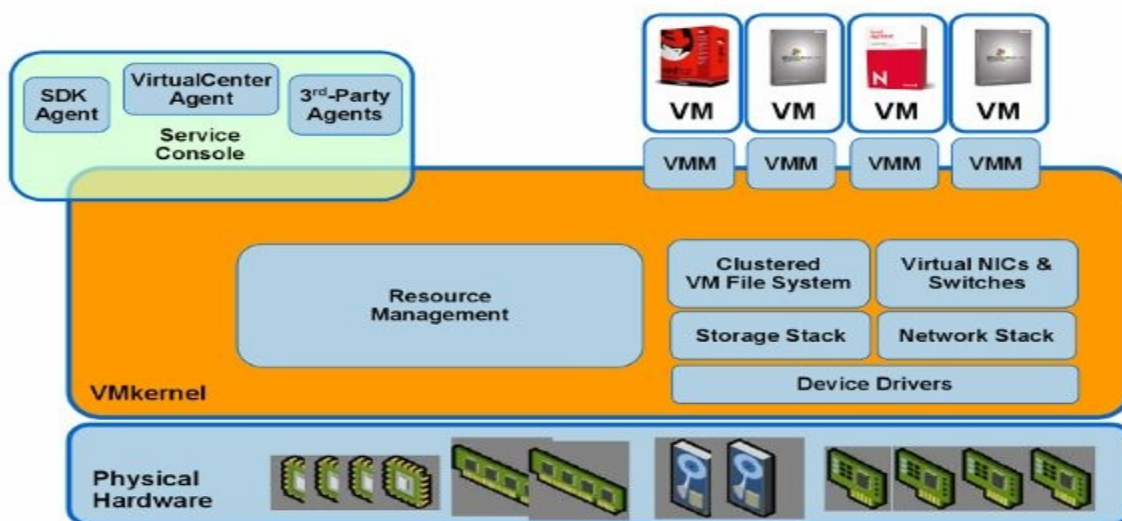 SDK
Agent
VirtualCenter
Agent
3rd-Party
Agents
Service
Console
VM
VM
VM
VM
VMM
VMM
VMM
VMM
Resource
Management
Clustered
VM File System
Virtual NICs &
Switches
Storage Stack
Network Stack
Device Drivers
VMkernel
Physical
Hardware